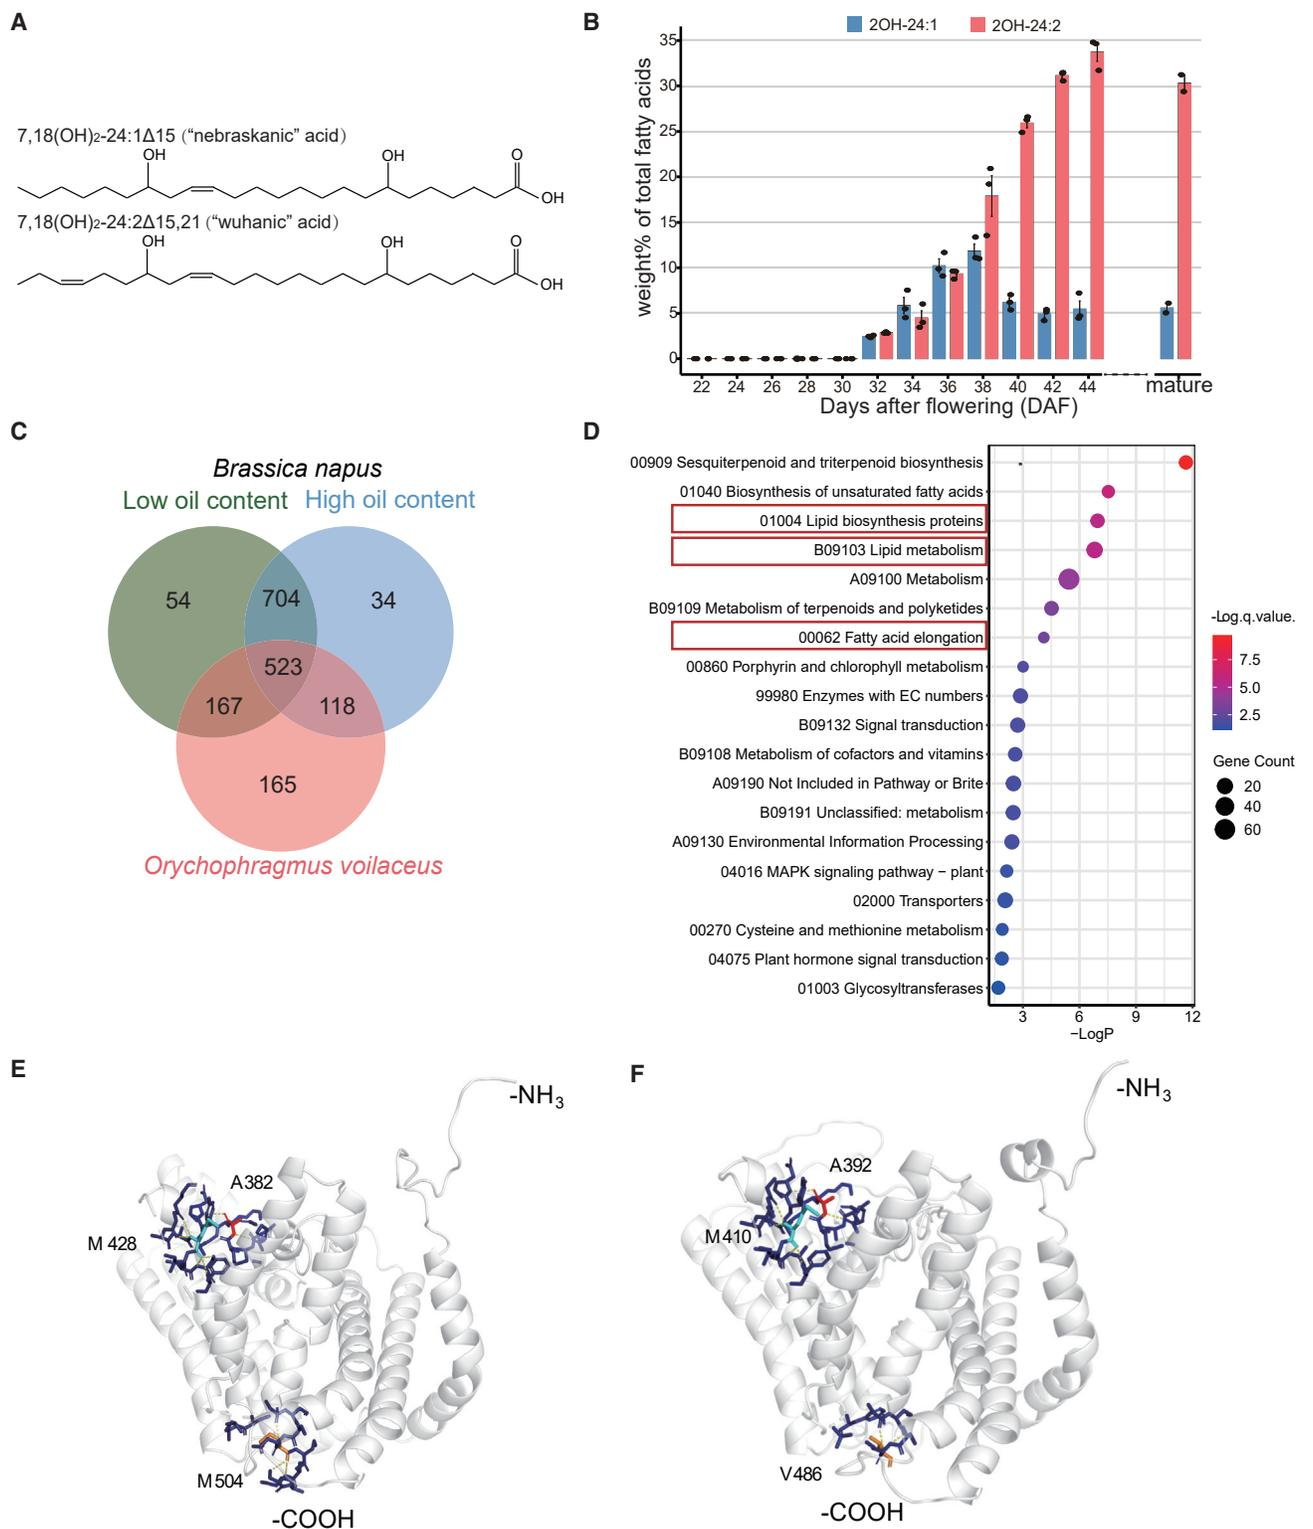 A
7,18(OH)2-24:1Δ15 (“nebraskanic” acid)
OH OH O OH
7,18(OH)2-24:2Δ15,21 (“wuhanic” acid)
OH OH O OH
B
2OH-24:1 2OH-24:2
weight% of total fatty acids
35
30
25
20
15
10
5
0
22 24 26 28 30 32 34 36 38 40 42 44 mature
Days after flowering (DAF)
C
Brassica napus
Low oil content High oil content
54 704 34
523
167 118
165
Orychophragmus voilaceus
D
00909 Sesquiterpenoid and triterpenoid biosynthesis
01040 Biosynthesis of unsaturated fatty acids
01004 Lipid biosynthesis proteins
B09103 Lipid metabolism
A09100 Metabolism
B09109 Metabolism of terpenoids and polyketides
00062 Fatty acid elongation
00860 Porphyrin and chlorophyll metabolism
99980 Enzymes with EC numbers
B09132 Signal transduction
B09108 Metabolism of cofactors and vitamins
A09190 Not Included in Pathway or Brite
B09191 Unclassified: metabolism
A09130 Environmental Information Processing
04016 MAPK signaling pathway − plant
02000 Transporters
00270 Cysteine and methionine metabolism
04075 Plant hormone signal transduction
01003 Glycosyltransferases
3 6 9 12
−LogP
-Log.q.value.
7.5
5.0
2.5
Gene Count
20
40
60
E
-NH3
A382
M 428
M504
-COOH
F
-NH3
A392
M410
V486
-COOH